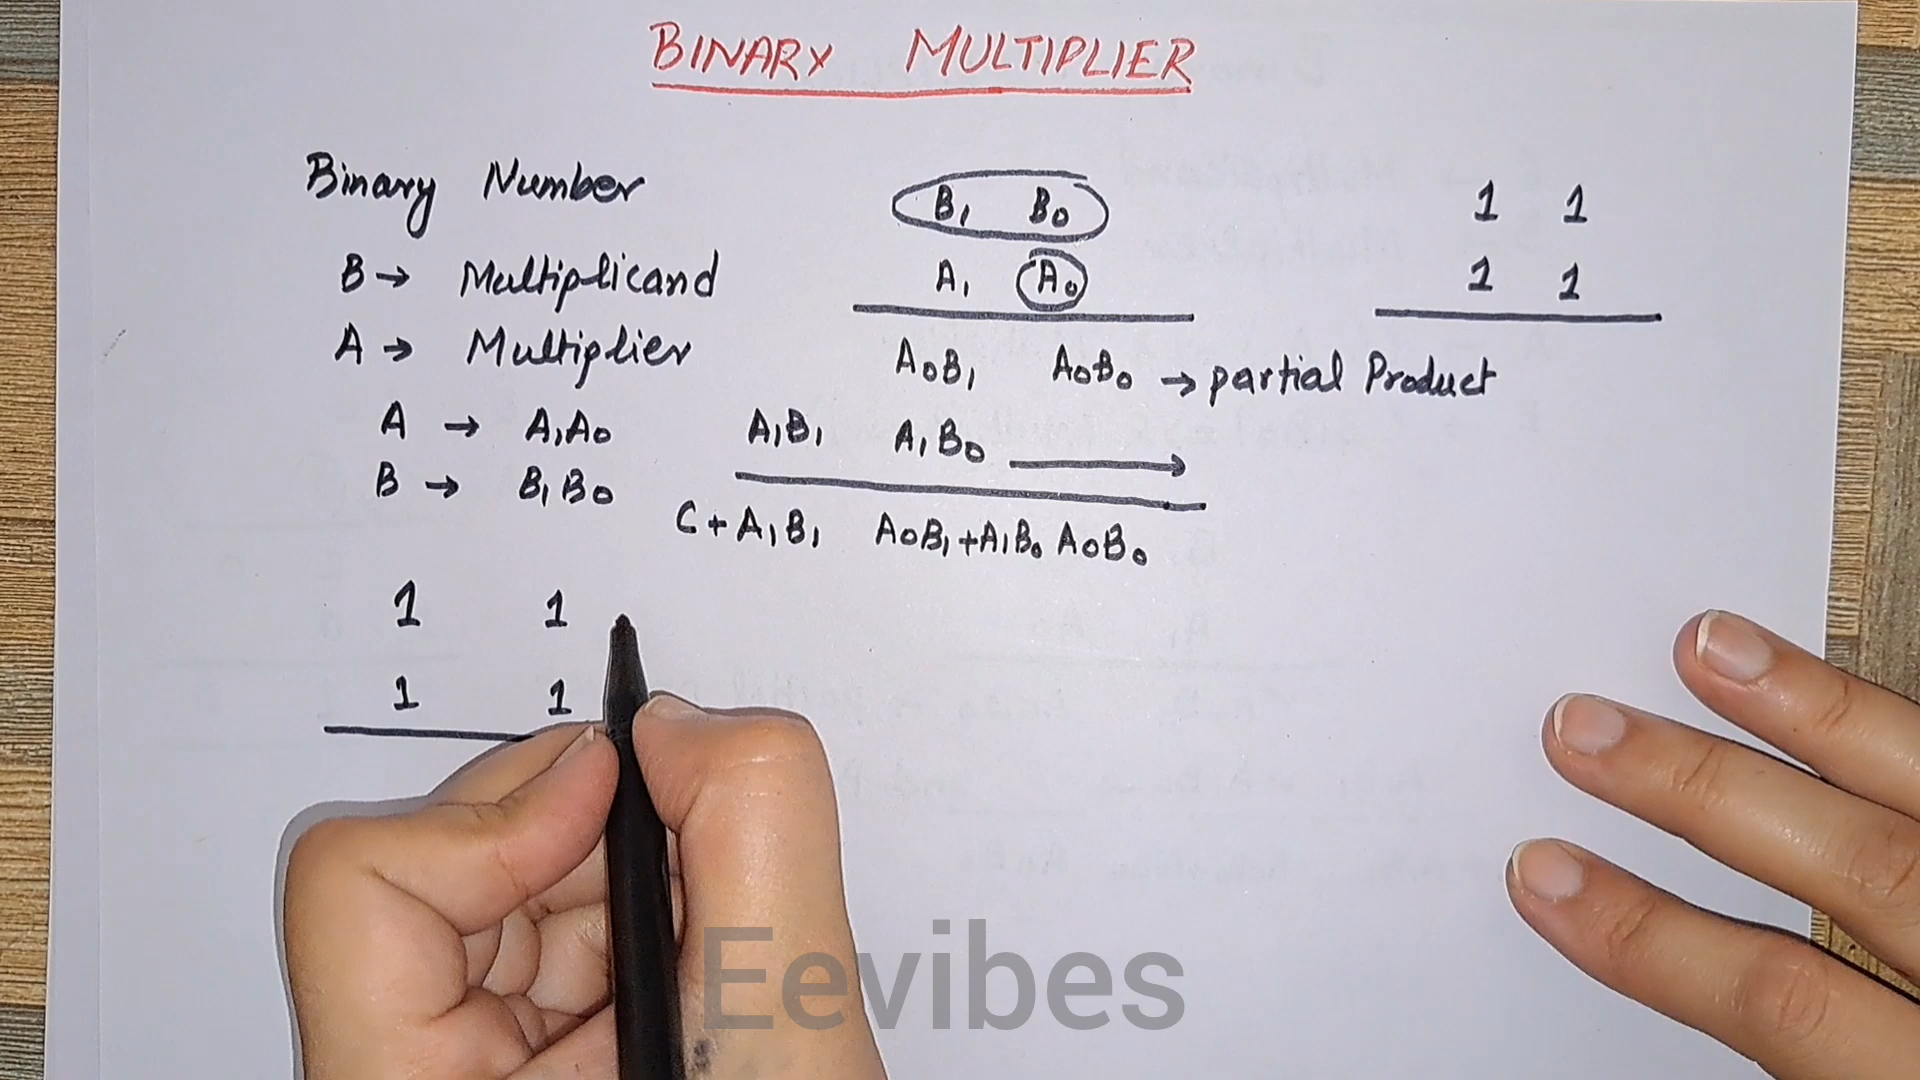 BINARY MULTIPLIER
Binary Number
B → Multiplicand
A → Multiplier
A → A₁A₀
B → B₁B₀
B₁ B₀
A₁ A₀
A₀B₁ A₀B₀ → partial Product
A₁B₁ A₁B₀ →
C + A₁B₁ A₀B₁+A₁B₀ A₀B₀
1 1
1 1
1 1
1 1
Eevibes